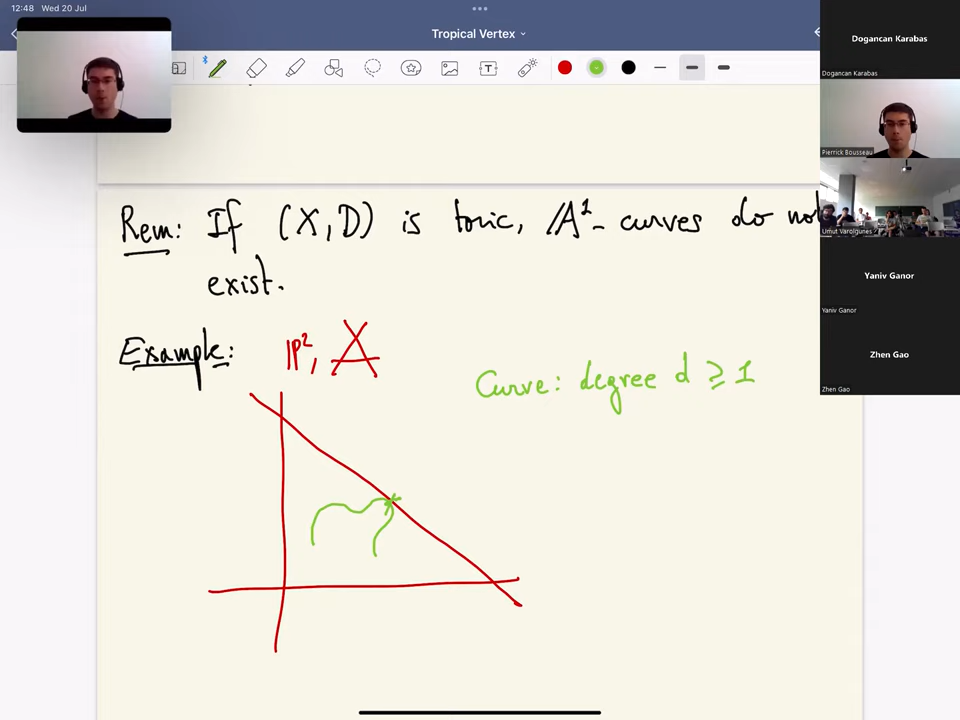 12:48 Wed 20 Jul
Tropical Vertex
Dogancan Karabas
Dogancan Karabas
Pierrick Bousseau
Umut Varolgunes
Yaniv Ganor
Yaniv Ganor
Zhen Gao
Zhen Gao
Rem: If (X, D) is toric, /A¹- curves do not
exist.
Example: IP²,
Curve: degree d ≥ 1